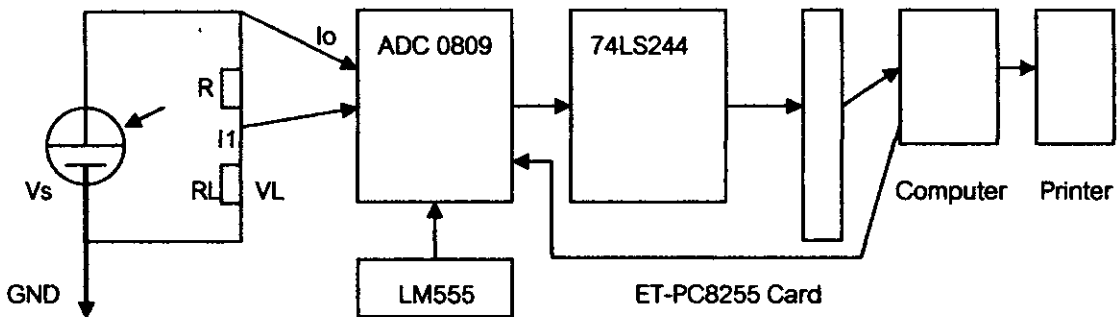 Io
ADC 0809
74LS244
R
I1
Vs
RL
VL
Computer
Printer
GND
LM555
ET-PC8255 Card